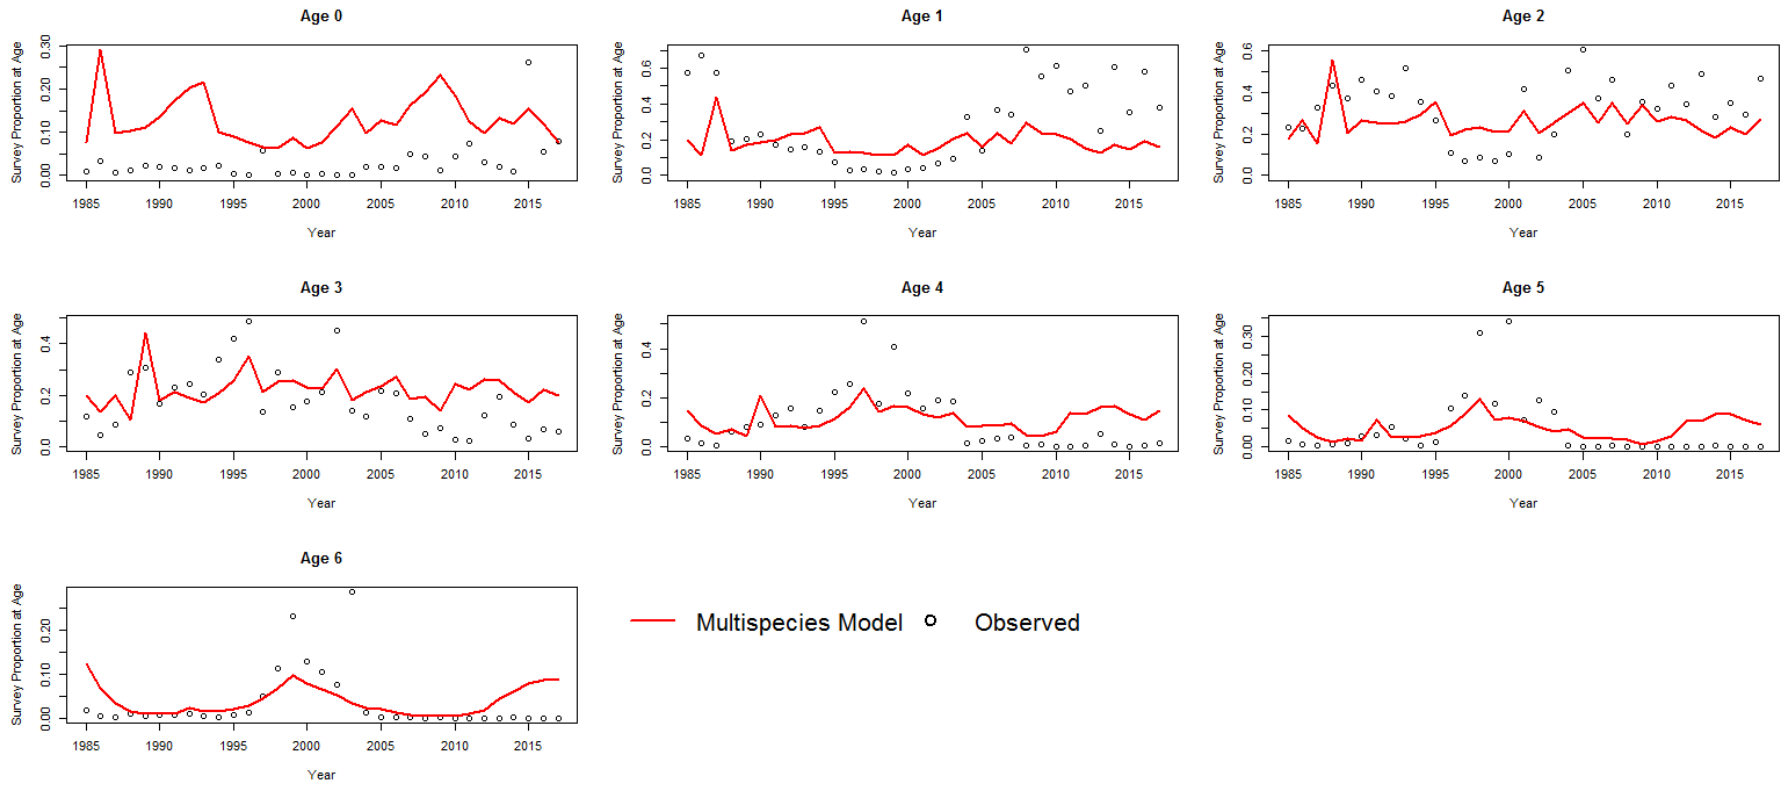 Age 0
Survey Proportion at Age
0.00 0.10 0.20 0.30
1985 1990 1995 2000 2005 2010 2015
Year
Age 1
Survey Proportion at Age
0.0 0.2 0.4 0.6
1985 1990 1995 2000 2005 2010 2015
Year
Age 2
Survey Proportion at Age
0.0 0.2 0.4 0.6
1985 1990 1995 2000 2005 2010 2015
Year
Age 3
Survey Proportion at Age
0.0 0.2 0.4
1985 1990 1995 2000 2005 2010 2015
Year
Age 4
Survey Proportion at Age
0.0 0.2 0.4
1985 1990 1995 2000 2005 2010 2015
Year
Age 5
Survey Proportion at Age
0.00 0.10 0.20 0.30
1985 1990 1995 2000 2005 2010 2015
Year
Age 6
Survey Proportion at Age
0.00 0.10 0.20
1985 1990 1995 2000 2005 2010 2015
Year
Multispecies Model Observed